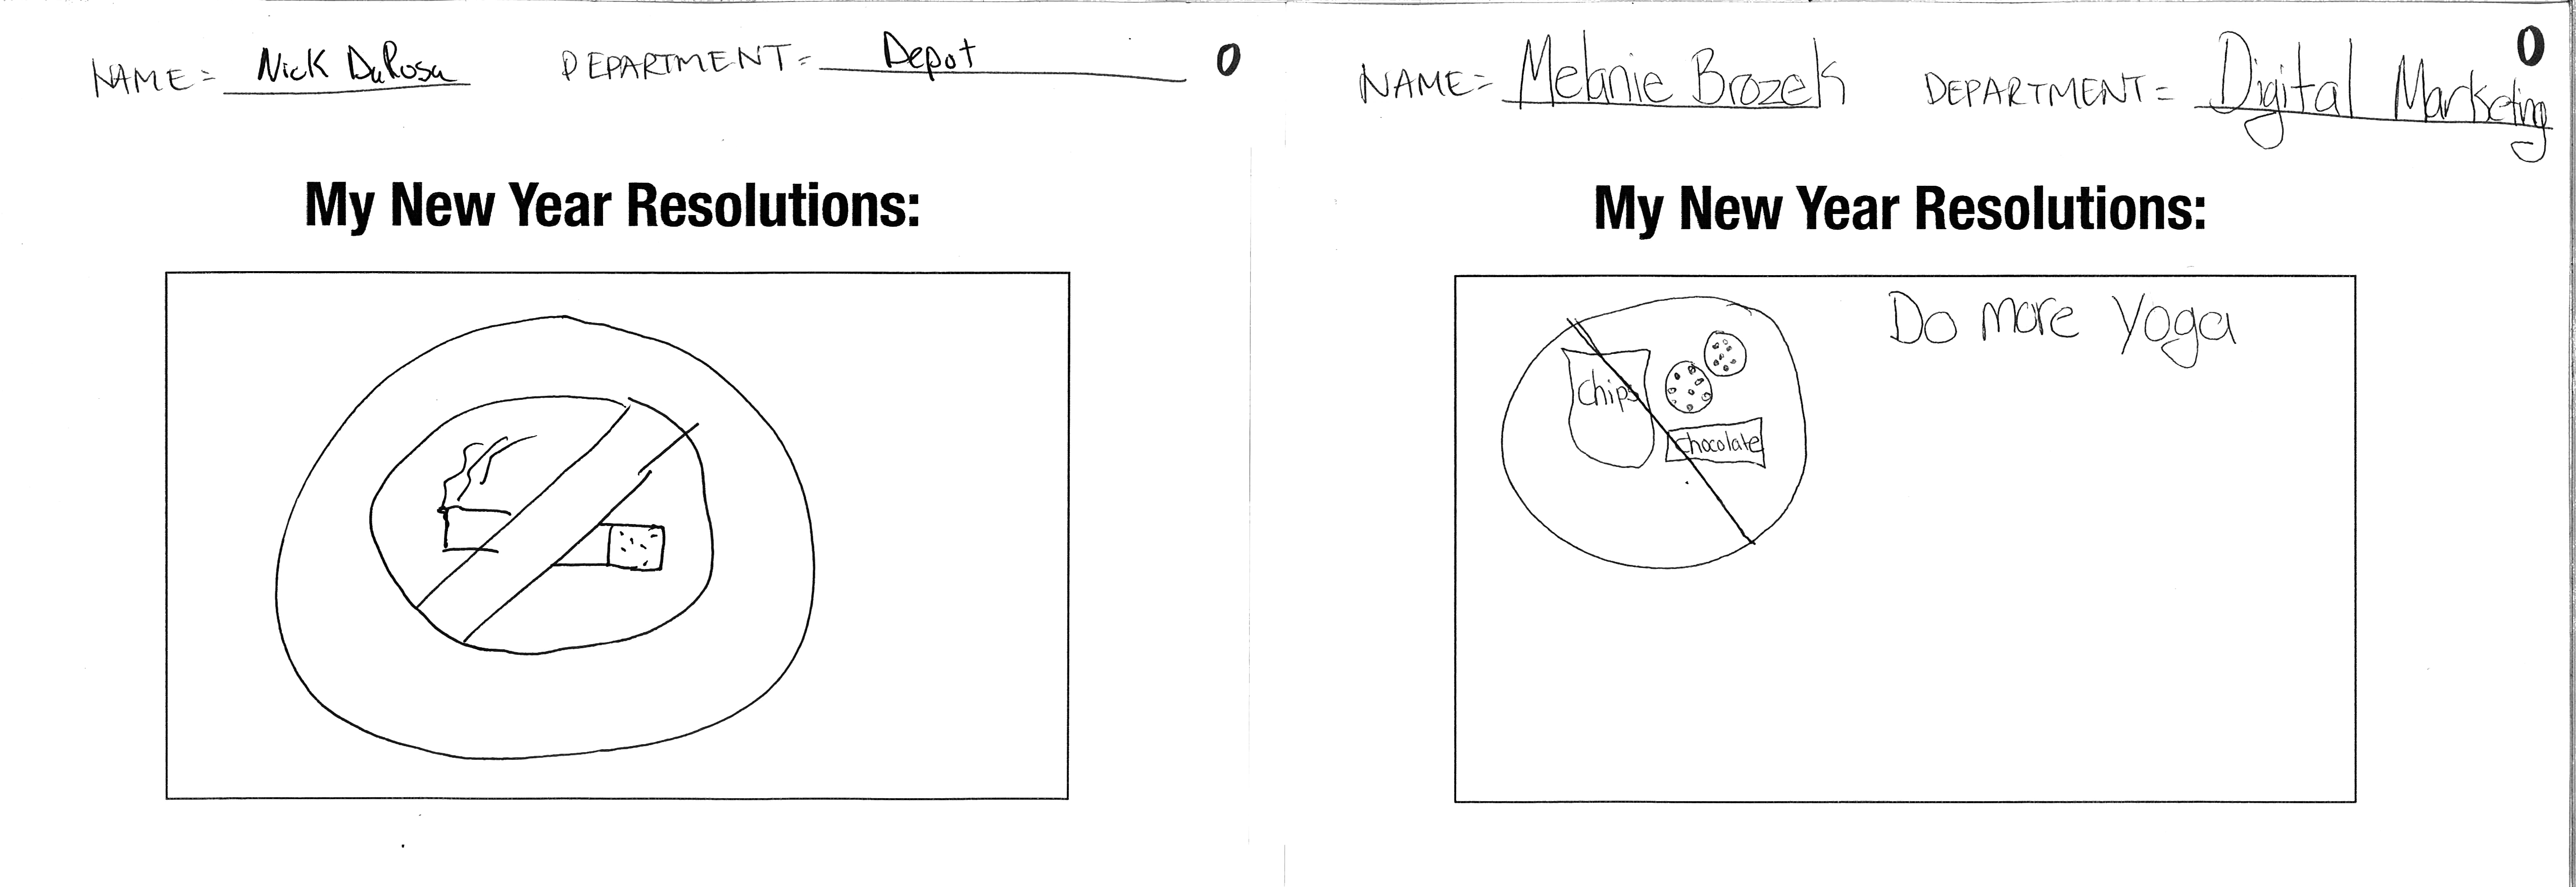 NAME= Nick DaRosa DEPARTMENT= Depot 0
My New Year Resolutions:
NAME= Melanie Brozek DEPARTMENT= Digital Marketing 0
My New Year Resolutions:
Do more Yoga
Chips
Chocolate